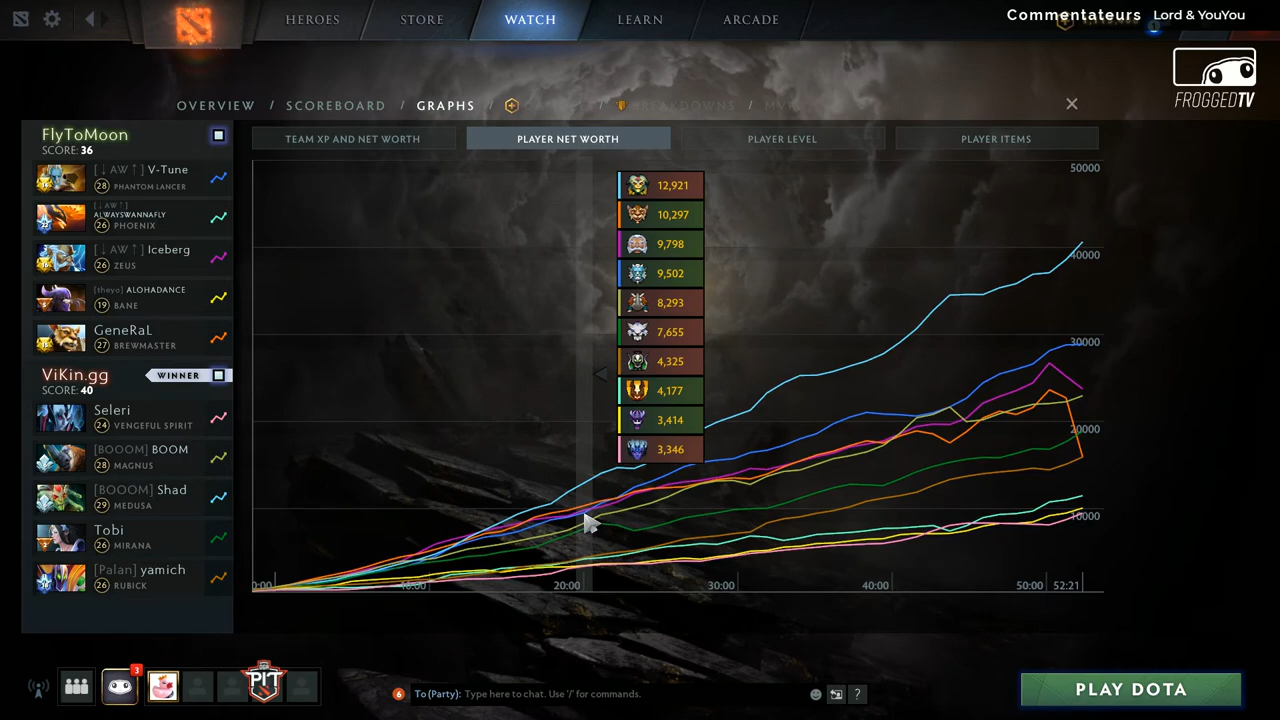 HEROES
STORE
WATCH
LEARN
ARCADE
Commentateurs Lord & YouYou
FROGGEDTV
OVERVIEW / SCOREBOARD / GRAPHS / / BREAKDOWNS /
FlyToMoon
SCORE: 36
[↓AW↑] V-Tune
28 PHANTOM LANCER
[↓AW↑]
ALWAYSWANNAFLY
26 PHOENIX
[↓AW↑] Iceberg
26 ZEUS
[theyo] ALOHADANCE
19 BANE
GeneRaL
27 BREWMASTER
ViKin.gg
WINNER
SCORE: 40
Seleri
24 VENGEFUL SPIRIT
[BOOOM] BOOM
28 MAGNUS
[BOOOM] Shad
29 MEDUSA
Tobi
26 MIRANA
[Palan] yamich
26 RUBICK
TEAM XP AND NET WORTH
PLAYER NET WORTH
PLAYER LEVEL
PLAYER ITEMS
50000
40000
30000
20000
10000
12,921
10,297
9,798
9,502
8,293
7,655
4,325
4,177
3,414
3,346
0:00
10:00
20:00
30:00
40:00
50:00
52:21
3
PIT
6
To (Party): Type here to chat. Use '/' for commands.
?
PLAY DOTA